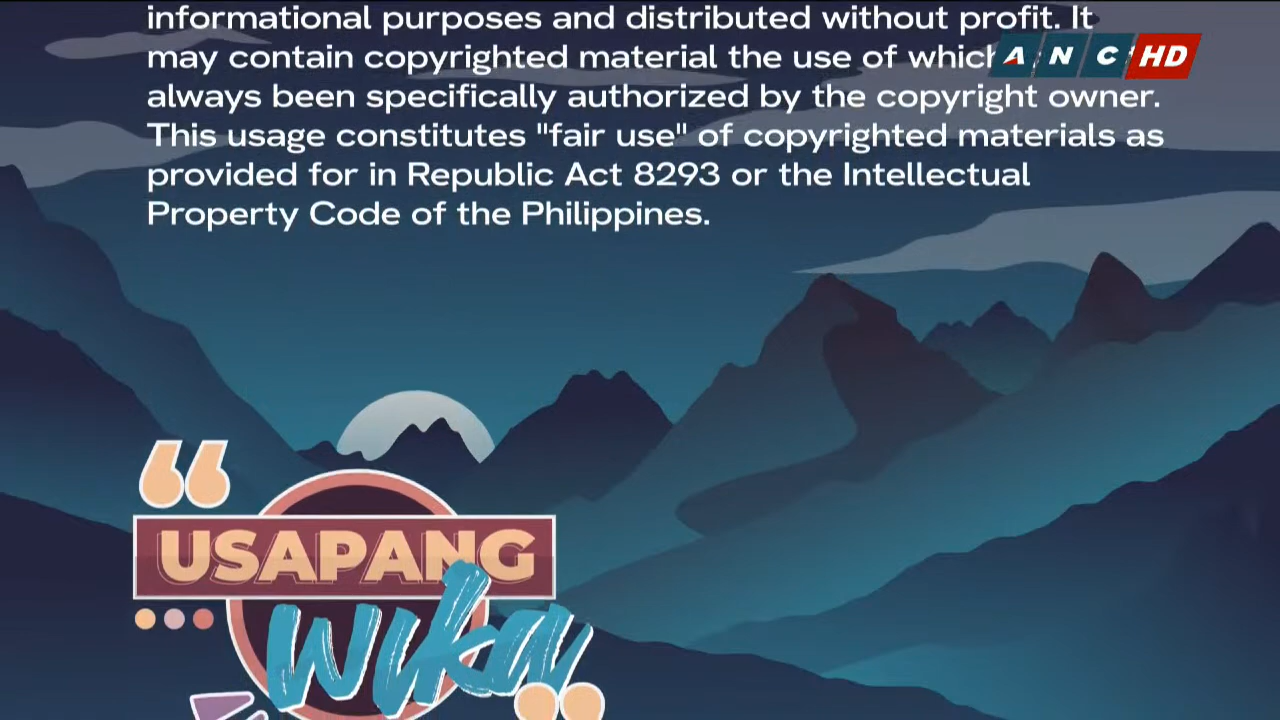 informational purposes and distributed without profit. It
may contain copyrighted material the use of which
ANC HD
always been specifically authorized by the copyright owner.
This usage constitutes "fair use" of copyrighted materials as
provided for in Republic Act 8293 or the Intellectual
Property Code of the Philippines.
USAPANG
wika